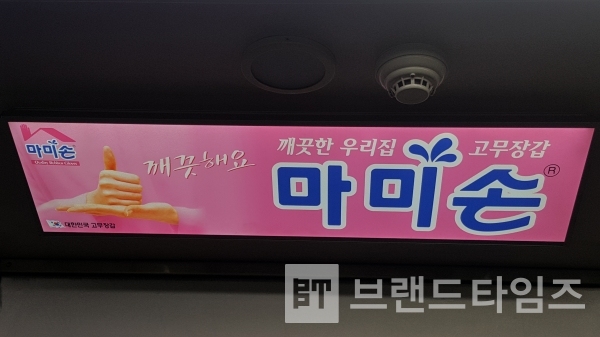 마미손
깨끗해요
대한민국 고무장갑
깨끗한 우리집
고무장갑
마미손®
BT 브랜드타임즈